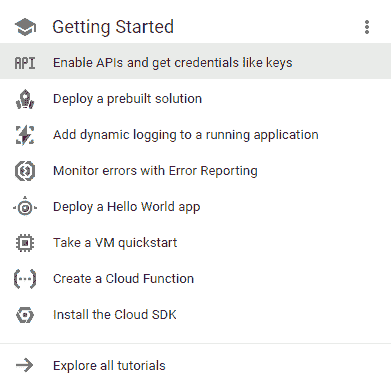 Getting Started
API Enable APIs and get credentials like keys
Deploy a prebuilt solution
Add dynamic logging to a running application
Monitor errors with Error Reporting
Deploy a Hello World app
Take a VM quickstart
Create a Cloud Function
Install the Cloud SDK
Explore all tutorials